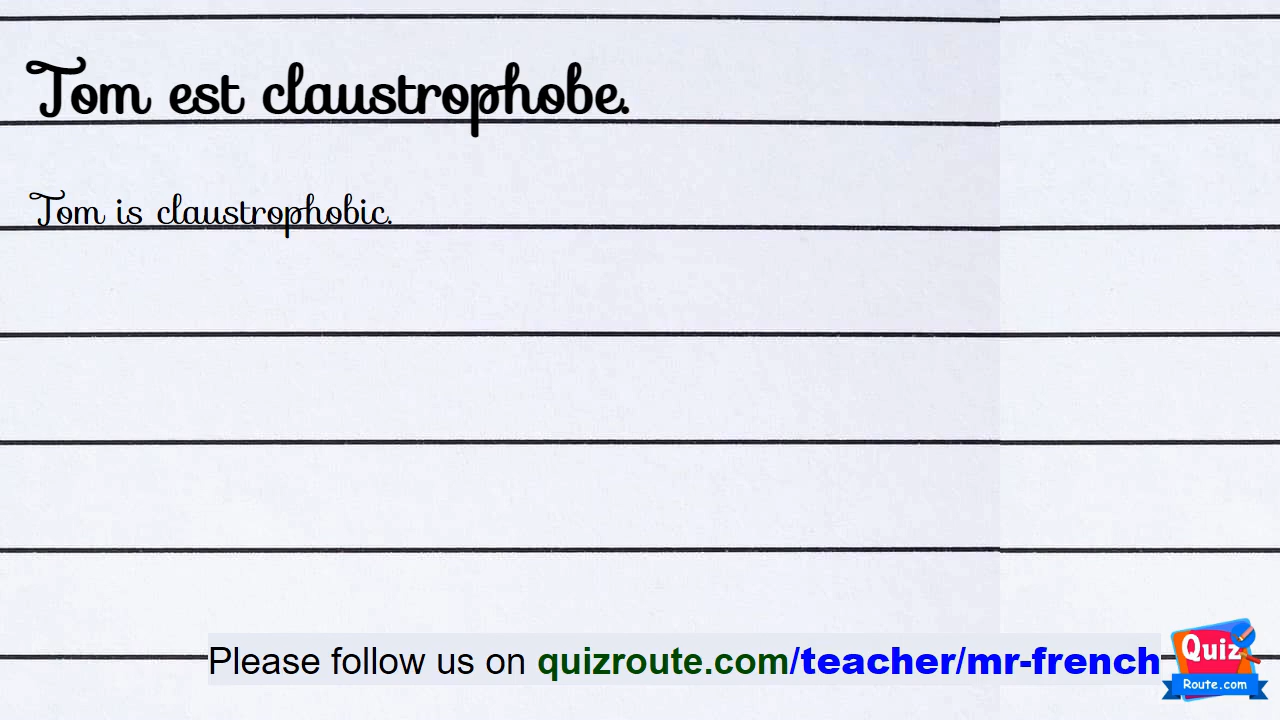 Tom est claustrophobe.
Tom is claustrophobic.
Please follow us on quizroute.com/teacher/mr-french
Quiz
Route.com